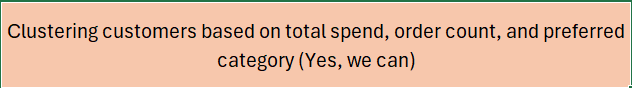 Clustering customers based on total spend, order count, and preferred
category (Yes, we can)